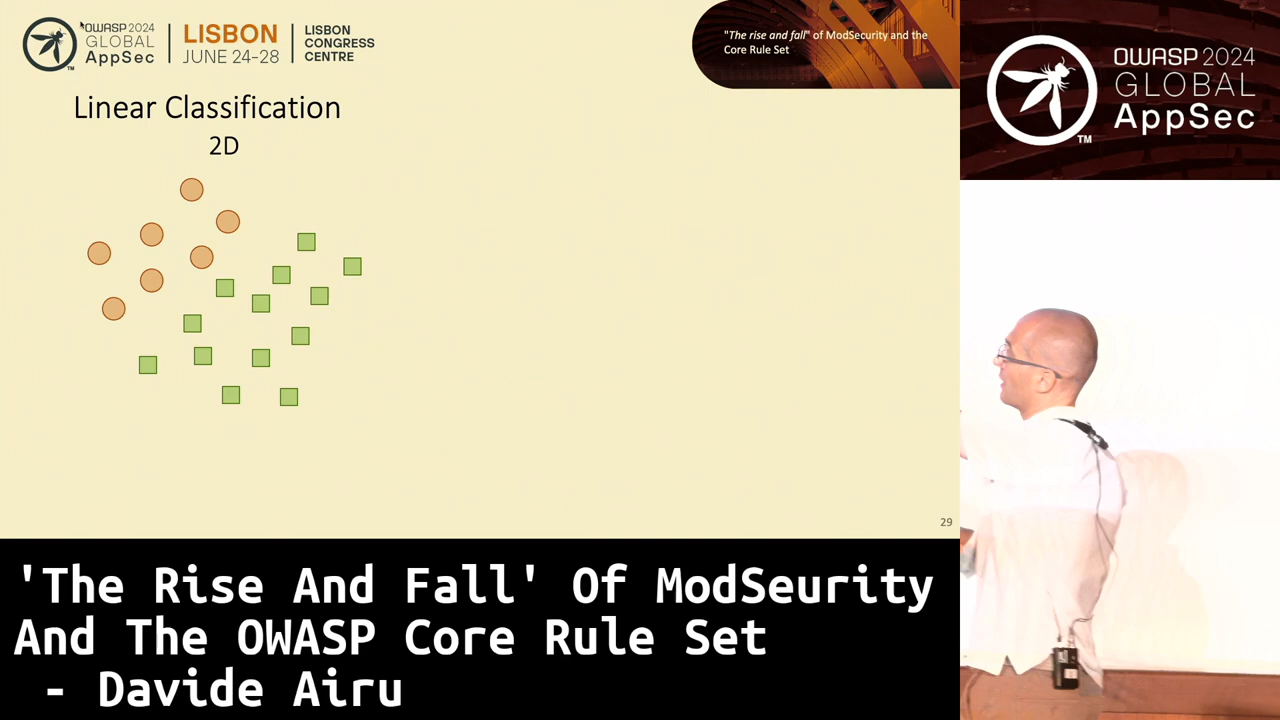 OWASP 2024
GLOBAL
AppSec
TM
LISBON
JUNE 24-28
LISBON
CONGRESS
CENTRE
"The rise and fall" of ModSecurity and the
Core Rule Set
OWASP 2024
GLOBAL
AppSec
TM
Linear Classification
2D
29
'The Rise And Fall' Of ModSeurity
And The OWASP Core Rule Set
- Davide Airu